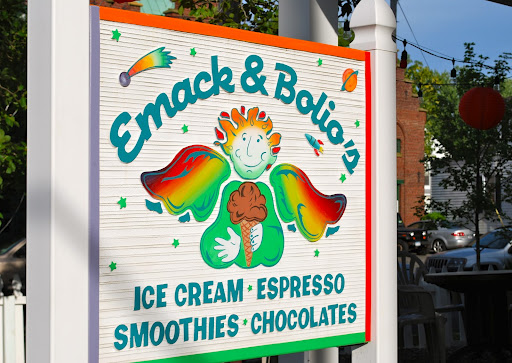 Emack & Bolio's
ICE CREAM · ESPRESSO
SMOOTHIES · CHOCOLATES